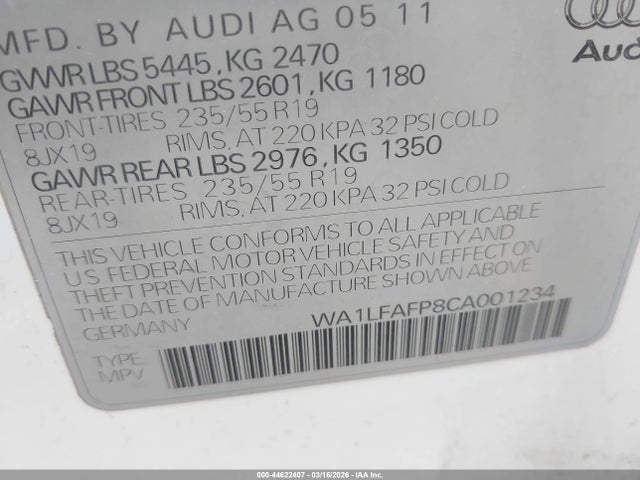 MFD. BY AUDI AG 05 11
GVWR LBS 5445, KG 2470
GAWR FRONT LBS 2601, KG 1180
FRONT-TIRES 235/55 R19
8JX19 RIMS, AT 220 KPA 32 PSI COLD
GAWR REAR LBS 2976, KG 1350
REAR-TIRES 235/55 R19
8JX19 RIMS, AT 220 KPA 32 PSI COLD
THIS VEHICLE CONFORMS TO ALL APPLICABLE
U S FEDERAL MOTOR VEHICLE SAFETY AND
THEFT PREVENTION STANDARDS IN EFFECT ON
THE DATE OF MANUFACTURE SHOWN ABOVE
GERMANY
WA1LFAFP8CA001234
TYPE
MPV
Aud
000-44622407 - 03/16/2026 - IAA Inc.